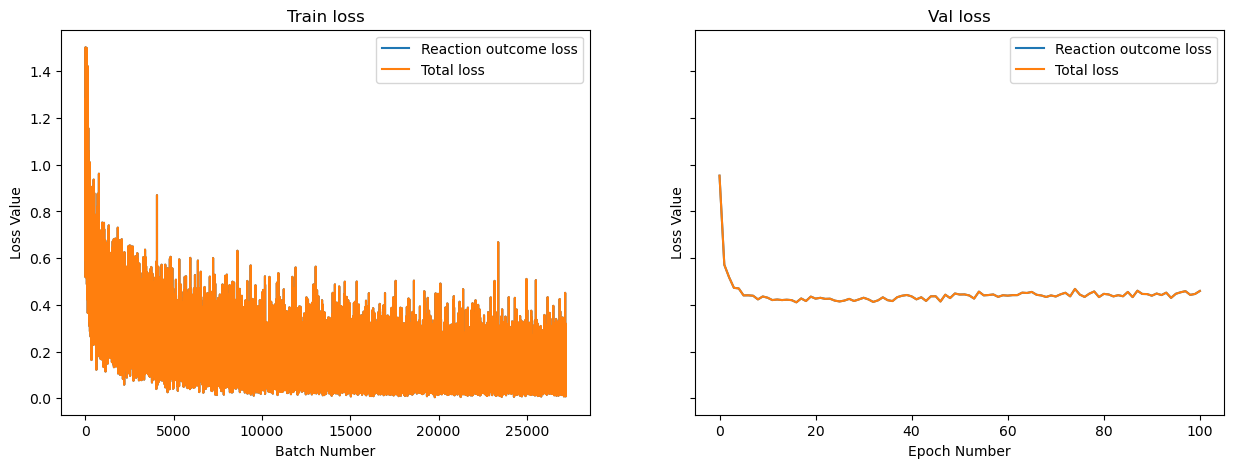 Train loss
Reaction outcome loss
Total loss
Loss Value
1.4
1.2
1.0
0.8
0.6
0.4
0.2
0.0
0
5000
10000
15000
20000
25000
Batch Number
Val loss
Reaction outcome loss
Total loss
Loss Value
0
20
40
60
80
100
Epoch Number